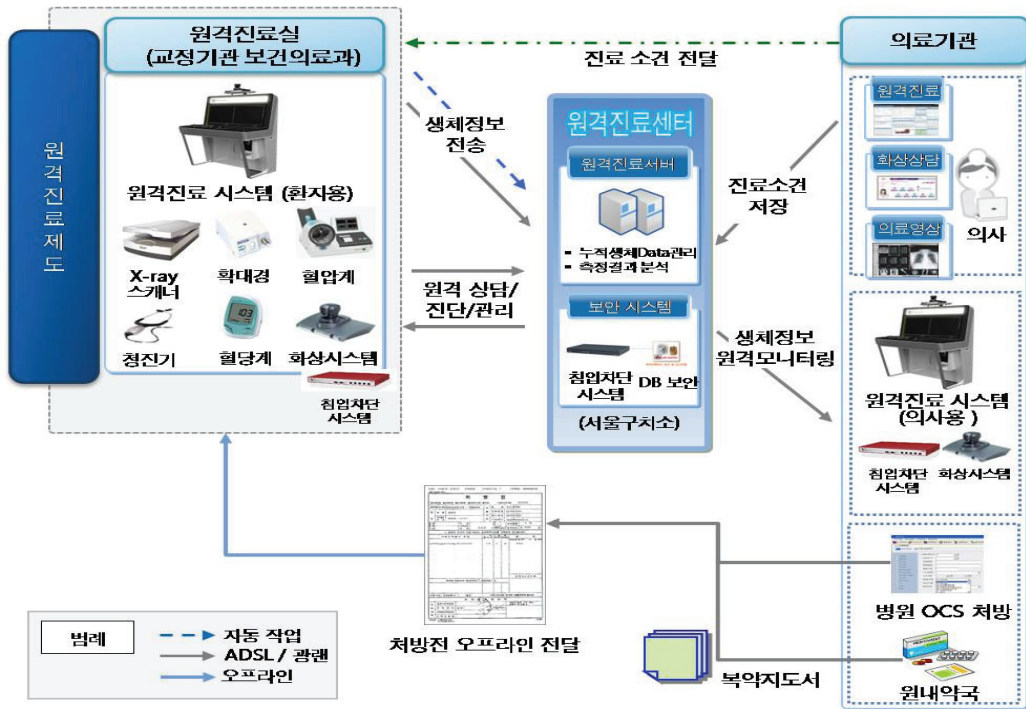 원격진료제도
원격진료실
(교정기관 보건의료과)
원격진료 시스템 (환자용)
X-ray
스캐너
확대경
혈압계
청진기
혈당계
화상시스템
침입차단
시스템
진료 소견 전달
생체정보
전송
원격 상담/
진단/관리
원격진료센터
원격진료서버
▪ 누적생체Data관리
▪ 측정결과 분석
보안 시스템
침입차단
시스템
DB 보안
(서울구치소)
진료소견
저장
생체정보
원격모니터링
의료기관
원격진료
화상상담
의료영상
의사
원격진료 시스템
(의사용 )
침입차단
시스템
화상시스템
병원 OCS 처방
원내약국
처방전 오프라인 전달
복약지도서
범례
자동 작업
ADSL / 광랜
오프라인